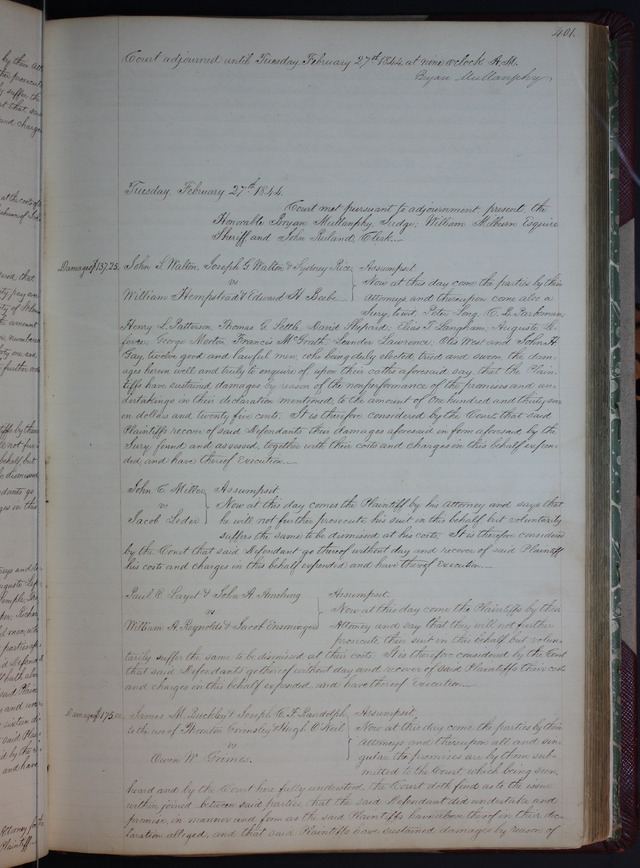 401.
Court adjourned until Tuesday February 27th 1844 at nine o'clock A.M.
Bryan Mullanphy
Tuesday, February 27th 1844.
Court met pursuant to adjournment, present, the
Honorable Bryan Mullanphy, Judge; William Milburn Esquire
Sheriff and John Ruland, Clerk.
Damages $137,25. John S. Walton, Joseph G. Walton & Sydney Rice } Assumpsit
vs
Now at this day come the parties by their
William Hempstead & Edward H. Beebe
attorneys and thereupon come also a
Jury, to wit, Peter Long,
Henry L. Patterson Thomas G. Settle, David Shepard, Elias T. Langham, Auguste Le-
George Morton Francis McGrath Leander Lawrence, Otis West and John H.
Gay, twelve good and lawful men, who being duly elected tried and sworn the dam-
ages herein well and truly to enquire of upon their oaths aforesaid say that the Plain-
tiffs have sustained damages by reason of the nonperformance of the promises and un-
dertakings in their declaration mentioned, to the amount of One hundred and thirty sev-
en dollars and twenty five cents. It is therefore considered by the Court that said
Plaintiffs recover of said Defendants their damages aforesaid in form aforesaid by the
Jury found and assessed, together with their costs and charges in this behalf expen-
ded, and have thereof Execution.
John C. Miller } Assumpsit
vs
Now at this day comes the Plaintiff by his Attorney and says that
Jacob
he will not further prosecute his suit in this behalf but voluntarily
suffers the same to be dismissed at his costs. It is therefore considered
by the Court that said Defendant go thereof without day and recover of said Plaintiff
his costs and charges in this behalf expended and have thereof Execution.
Paul & John A. } Assumpsit
vs
Now at this day come the Plaintiffs by their
William A. Reynolds & Jacob
Attorney and say that they will not further
prosecute their suit in this behalf but volun-
tarily suffer the same to be dismissed at their costs. It is therefore considered by the Court
that said Defendants go thereof without day and recover of said Plaintiffs their costs
and charges in this behalf expended, and have thereof Execution.
Damages $175. James M. Buckley & Joseph F. Randolph } Assumpsit,
to the use of Thornton Grimsley & Hugh O'Neil
Now at this day come the parties by their
vs
Attorneys and thereupon all and sin-
Owen W. Grimes.
gular the premises are by them sub-
mitted to the Court which being seen,
heard and by the Court here fully understood, the Court doth find as to the issue
within joined between said parties, that the said Defendant did undertake and
promise, in manner and form as the said Plaintiffs have above thereof in their dec-
laration alleged, and that said Plaintiffs have sustained damages by reason of